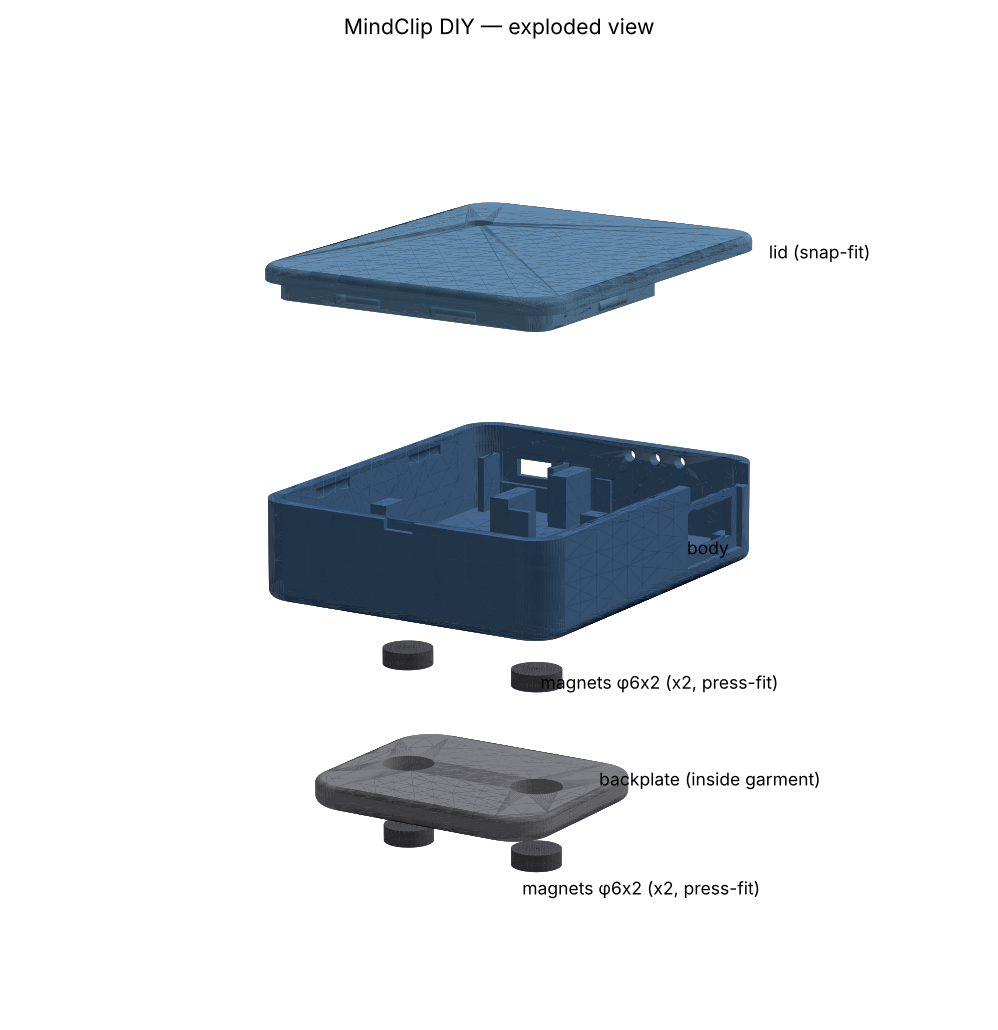 MindClip DIY — exploded view
lid (snap-fit)
body
magnets φ6x2 (x2, press-fit)
backplate (inside garment)
magnets φ6x2 (x2, press-fit)